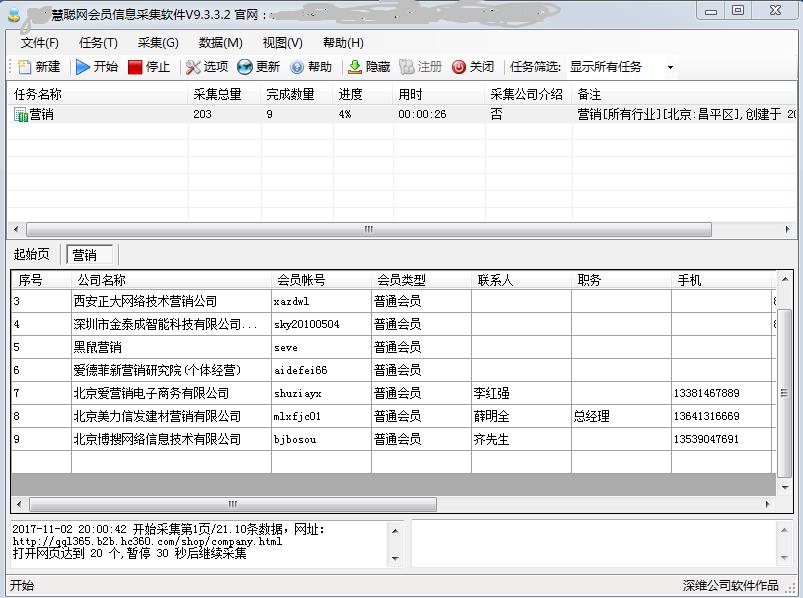 慧聪网会员信息采集软件V9.3.3.2 官网:
文件(F) 任务(T) 采集(G) 数据(M) 视图(V) 帮助(H)
新建 开始 停止 选项 更新 帮助 隐藏 注册 关闭 任务筛选: 显示所有任务
任务名称 采集总量 完成数量 进度 用时 采集公司介绍 备注
营销 203 9 4% 00:00:26 否 营销[所有行业][北京:昌平区],创建于 20
起始页 营销
序号 公司名称 会员帐号 会员类型 联系人 职务 手机
3 西安正大网络技术营销公司 xazdwl 普通会员
4 深圳市金泰成智能科技有限公司... sky20100504 普通会员
5 黑鼠营销 seve 普通会员
6 爱德菲新营销研究院(个体经营) aidefei66 普通会员
7 北京爱营销电子商务有限公司 shuziayx 普通会员 李红强 13381467889
8 北京美力信发建材营销有限公司 mlxfjc01 普通会员 薛明全 总经理 13641316669
9 北京博搜网络信息技术有限公司 bjbosou 普通会员 齐先生 13539047691
2017-11-02 20:00:42 开始采集第1页/21.10条数据，网址:
http://gql365.b2b.hc360.com/shop/company.html
打开网页达到 20 个,暂停 30 秒后继续采集
开始 深维公司软件作品